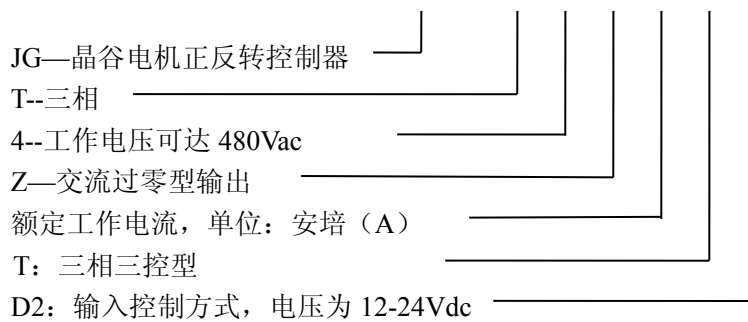 JG—晶谷电机正反转控制器
T--三相
4--工作电压可达 480Vac
Z—交流过零型输出
额定工作电流，单位：安培（A）
T：三相三控型
D2：输入控制方式，电压为 12-24Vdc